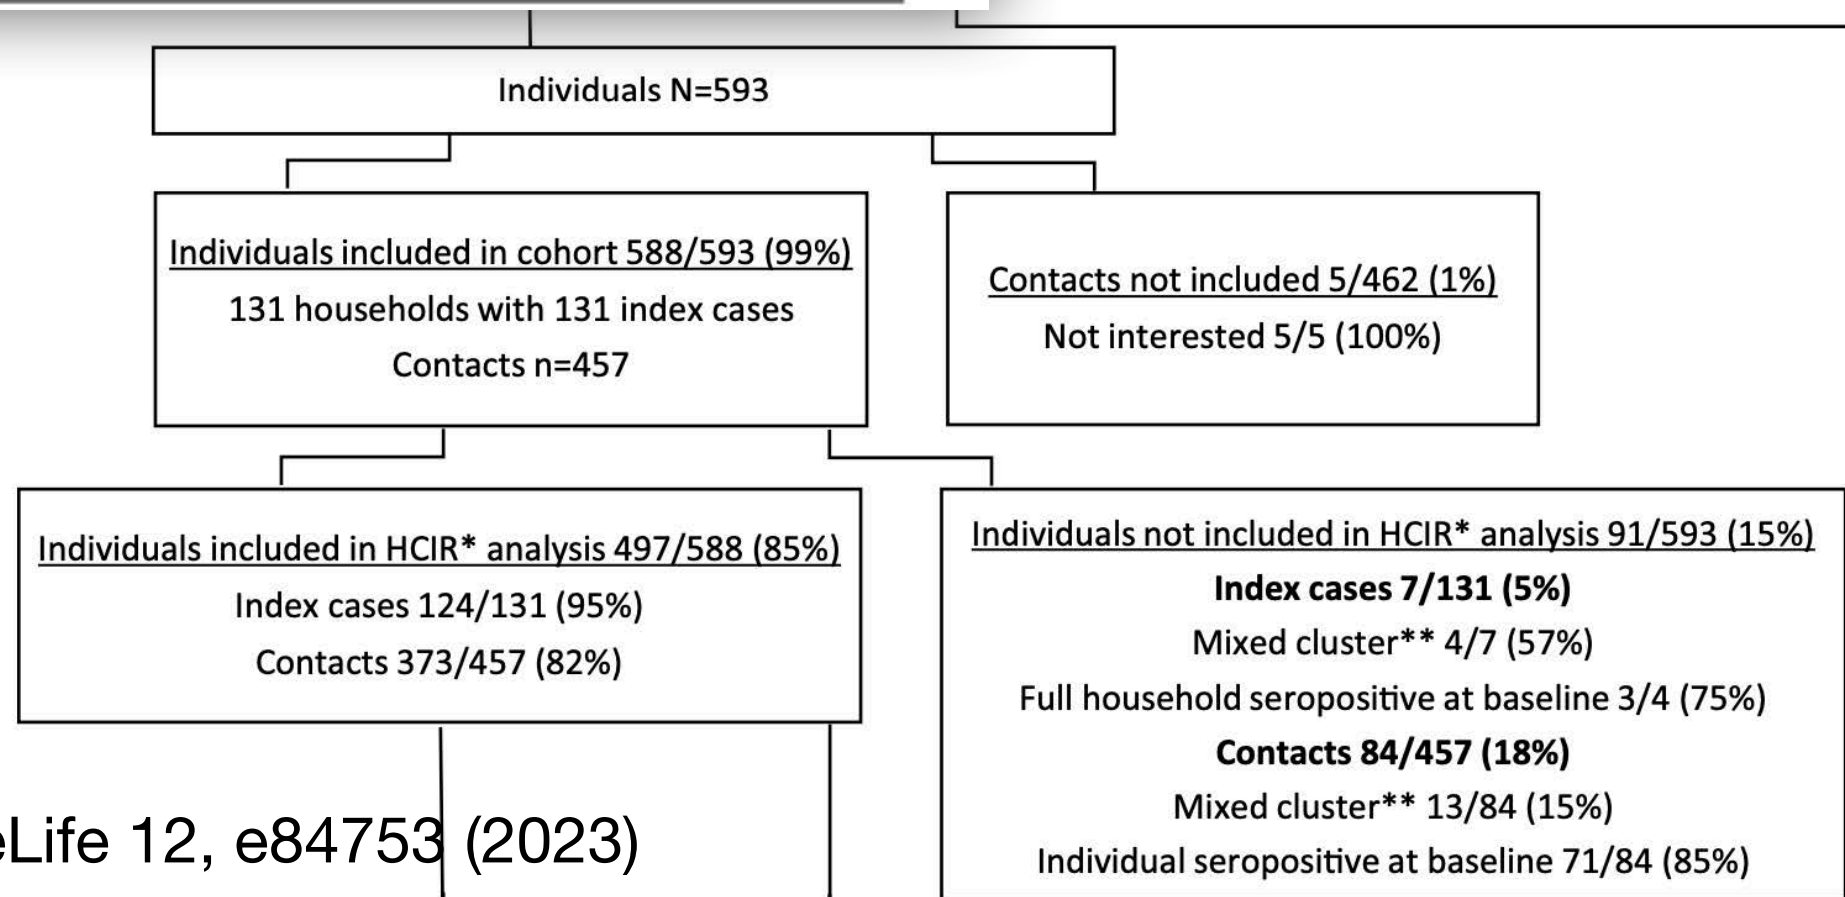 Individuals N=593
Individuals included in cohort 588/593 (99%)
131 households with 131 index cases
Contacts n=457
Contacts not included 5/462 (1%)
Not interested 5/5 (100%)
Individuals included in HCIR* analysis 497/588 (85%)
Index cases 124/131 (95%)
Contacts 373/457 (82%)
Individuals not included in HCIR* analysis 91/593 (15%)
Index cases 7/131 (5%)
Mixed cluster** 4/7 (57%)
Full household seropositive at baseline 3/4 (75%)
Contacts 84/457 (18%)
Mixed cluster** 13/84 (15%)
Individual seropositive at baseline 71/84 (85%)
eLife 12, e84753 (2023)